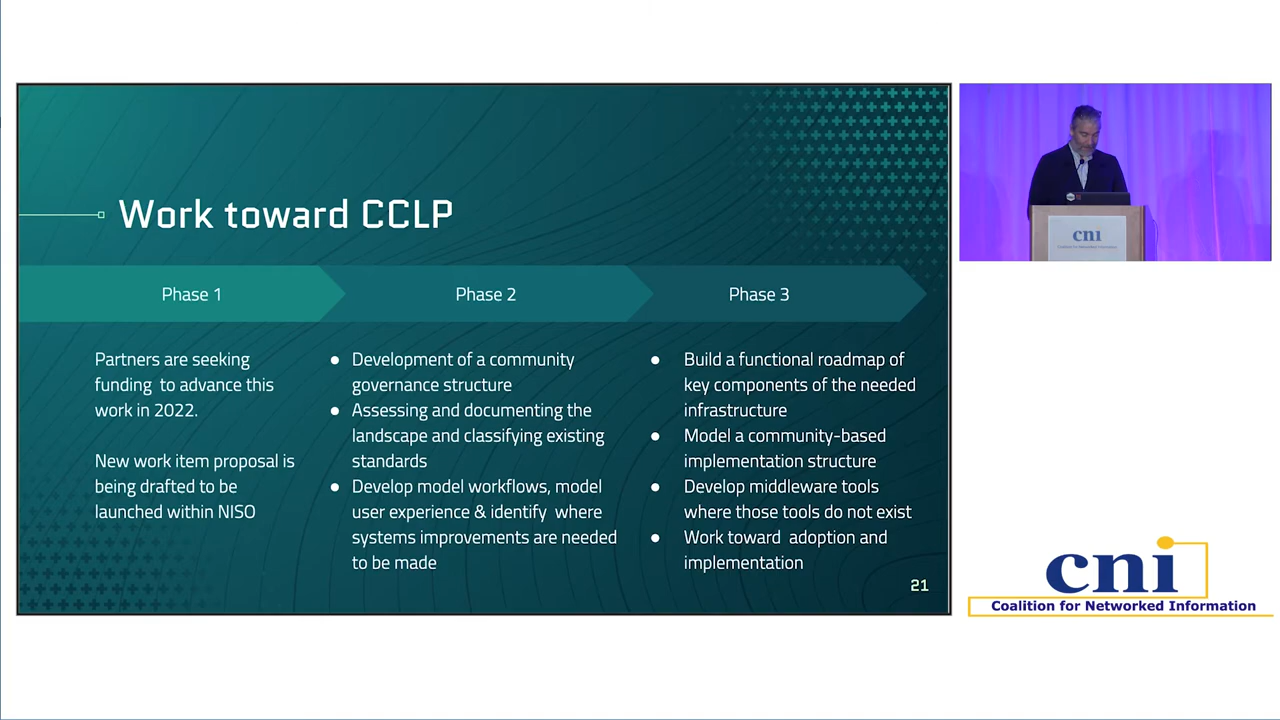 Work toward CCLP
Phase 1
Phase 2
Phase 3
Partners are seeking
funding to advance this
work in 2022.
New work item proposal is
being drafted to be
launched within NISO
● Development of a community
governance structure
● Assessing and documenting the
landscape and classifying existing
standards
● Develop model workflows, model
user experience & identify where
systems improvements are needed
to be made
● Build a functional roadmap of
key components of the needed
infrastructure
● Model a community-based
implementation structure
● Develop middleware tools
where those tools do not exist
● Work toward adoption and
implementation
21
cni
Coalition for Networked Information
cni
Coalition for Networked Information